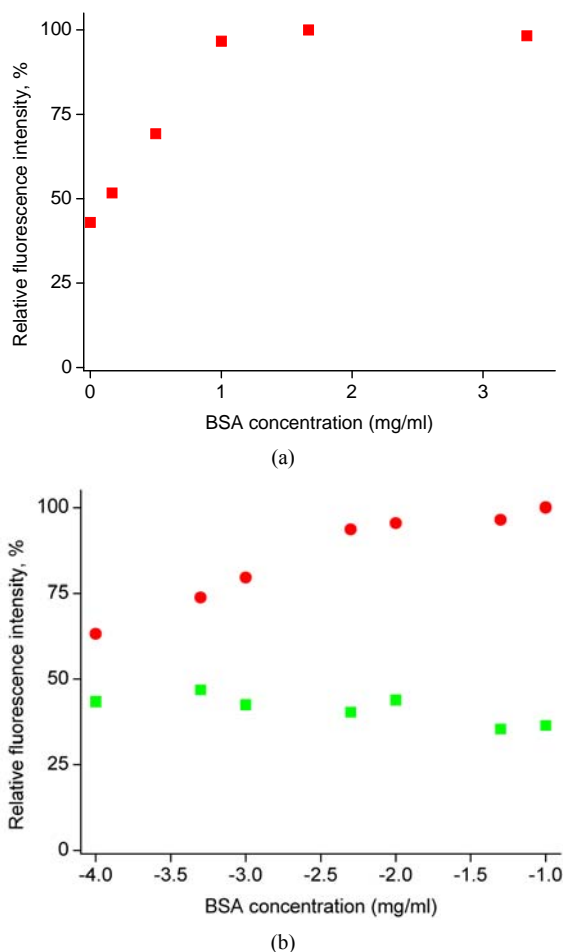 100
75
50
25
0
Relative fluorescence intensity, %
0 1 2 3
BSA concentration (mg/ml)
(a)
100
75
50
25
0
Relative fluorescence intensity, %
-4.0 -3.5 -3.0 -2.5 -2.0 -1.5 -1.0
BSA concentration (mg/ml)
(b)